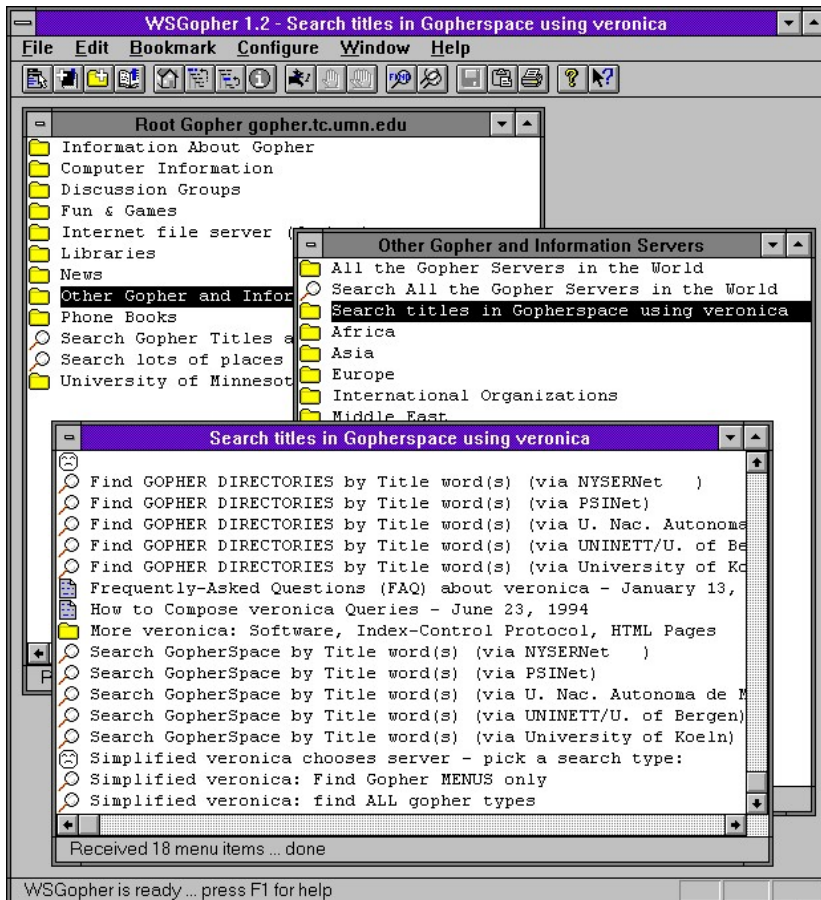 WSGopher 1.2 - Search titles in Gopherspace using veronica
File Edit Bookmark Configure Window Help
FIND
Root Gopher gopher.tc.umn.edu
Information About Gopher
Computer Information
Discussion Groups
Fun & Games
Internet file server
Libraries
News
Other Gopher and Infor
Phone Books
Search Gopher Titles a
Search lots of places
University of Minnesot
Other Gopher and Information Servers
All the Gopher Servers in the World
Search All the Gopher Servers in the World
Search titles in Gopherspace using veronica
Africa
Asia
Europe
International Organizations
Middle East
Search titles in Gopherspace using veronica
Find GOPHER DIRECTORIES by Title word(s) (via NYSERNet )
Find GOPHER DIRECTORIES by Title word(s) (via PSINet)
Find GOPHER DIRECTORIES by Title word(s) (via U. Nac. Autonoma
Find GOPHER DIRECTORIES by Title word(s) (via UNINETT/U. of Be
Find GOPHER DIRECTORIES by Title word(s) (via University of Ko
Frequently-Asked Questions (FAQ) about veronica - January 13,
How to Compose veronica Queries - June 23, 1994
More veronica: Software, Index-Control Protocol, HTML Pages
Search GopherSpace by Title word(s) (via NYSERNet )
Search GopherSpace by Title word(s) (via PSINet)
Search GopherSpace by Title word(s) (via U. Nac. Autonoma de M
Search GopherSpace by Title word(s) (via UNINETT/U. of Bergen)
Search GopherSpace by Title word(s) (via University of Koeln)
Simplified veronica chooses server - pick a search type:
Simplified veronica: Find Gopher MENUS only
Simplified veronica: find ALL gopher types
Received 18 menu items ... done
WSGopher is ready ... press F1 for help